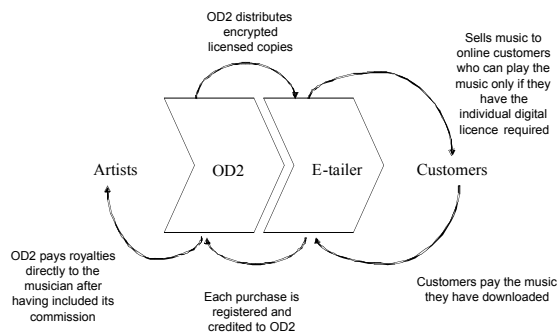 OD2 distributes
encrypted
licensed copies
Sells music to
online customers
who can play the
music only if they
have the
individual digital
licence required
Artists
OD2
E-tailer
Customers
OD2 pays royalties
directly to the
musician after
having included its
commission
Each purchase is
registered and
credited to OD2
Customers pay the music
they have downloaded